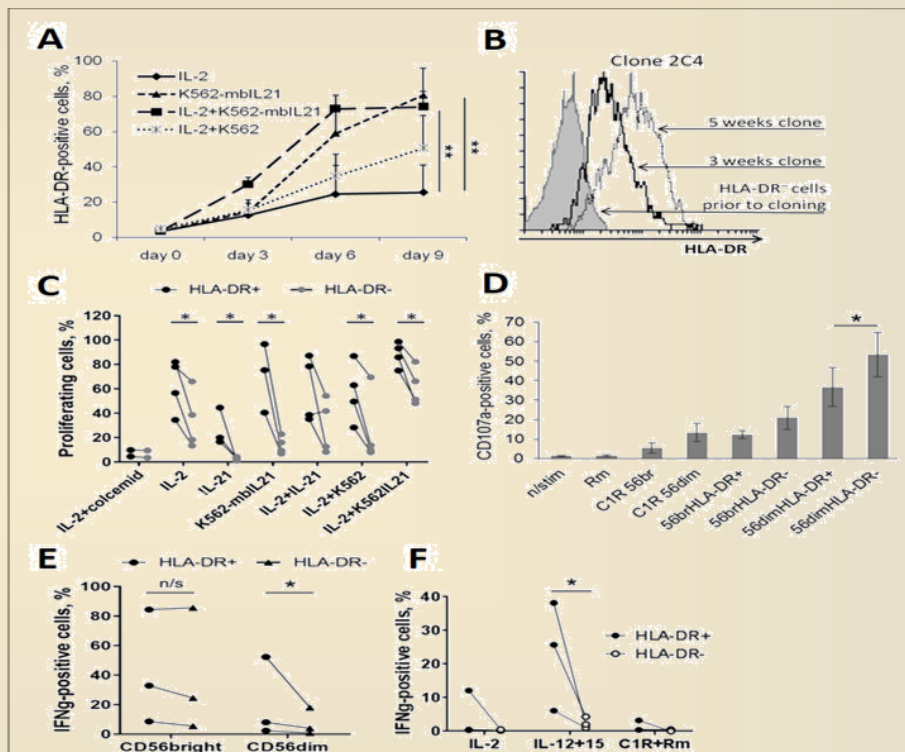 A
HLA-DR-positive cells, %
100
80
60
40
20
0
IL-2
K562-mbIL21
IL-2+K562-mbIL21
IL-2+K562
**
**
day 0 day 3 day 6 day 9
B
Clone 2C4
5 weeks clone
3 weeks clone
HLA-DR⁻ cells
prior to cloning
HLA-DR
C
HLA-DR+ HLA-DR-
Proliferating cells, %
120
100
80
60
40
20
0
* * * * *
IL-2+colcemid
IL-2
IL-21
K562-mbIL21
IL-2+IL-21
IL-2+K562
IL-2+K562IL21
D
CD107a-positive cells, %
70
60
50
40
30
20
10
0
*
n/stim
Rm
C1R 56br
C1R 56dim
56brHLA-DR+
56brHLA-DR-
56dimHLA-DR+
56dimHLA-DR-
E
HLA-DR+ HLA-DR-
IFNg-positive cells, %
100
80
60
40
20
0
n/s *
CD56bright CD56dim
F
IFNg-positive cells, %
40
30
20
10
0
*
HLA-DR+
HLA-DR-
IL-2 IL-12+15 C1R+Rm